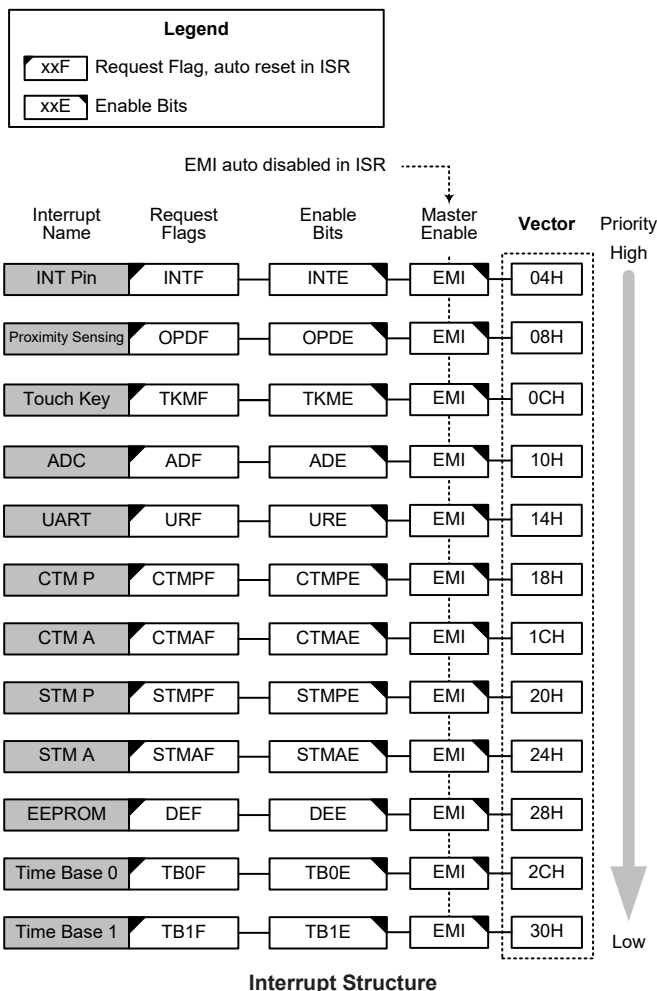 Legend
xxF Request Flag, auto reset in ISR
xxE Enable Bits
EMI auto disabled in ISR
Interrupt Name Request Flags Enable Bits Master Enable Vector Priority
High
INT Pin INTF INTE EMI 04H
Proximity Sensing OPDF OPDE EMI 08H
Touch Key TKMF TKME EMI 0CH
ADC ADF ADE EMI 10H
UART URF URE EMI 14H
CTM P CTMPF CTMPE EMI 18H
CTM A CTMAF CTMAE EMI 1CH
STM P STMPF STMPE EMI 20H
STM A STMAF STMAE EMI 24H
EEPROM DEF DEE EMI 28H
Time Base 0 TB0F TB0E EMI 2CH
Time Base 1 TB1F TB1E EMI 30H
Low
Interrupt Structure